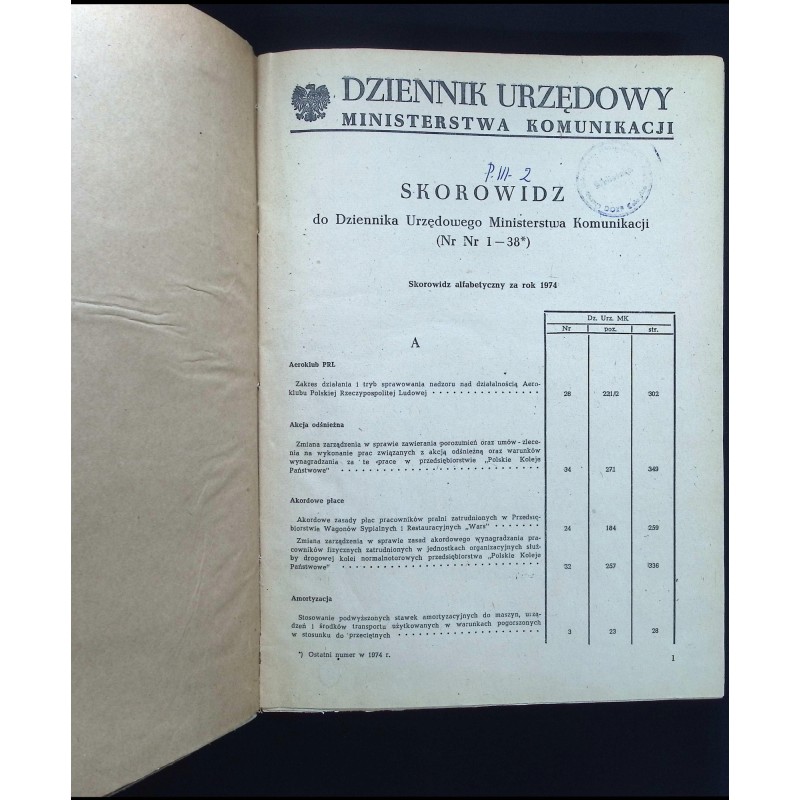 DZIENNIK URZĘDOWY
MINISTERSTWA KOMUNIKACJI
P. III-2
SKOROWIDZ
do Dziennika Urzędowego Ministerstwa Komunikacji
(Nr Nr 1—38*)
Skorowidz alfabetyczny za rok 1974
Dz. Urz. MK
Nr poz. str.
A
Aeroklub PRL
Zakres działania i tryb sprawowania nadzoru nad działalnością Aero-
klubu Polskiej Rzeczypospolitej Ludowej 28 221/2 302
Akcja odśnieżna
Zmiana zarządzenia w sprawie zawierania porozumień oraz umów-zlece-
nia na wykonanie prac związanych z akcją odśnieżną oraz warunków
wynagradzania za te prace w przedsiębiorstwie „Polskie Koleje
Państwowe” 34 271 349
Akordowe płace
Akordowe zasady płac pracowników pralni zatrudnionych w Przedsię-
biorstwie Wagonów Sypialnych i Restauracyjnych „Wars” 24 184 259
Zmiana zarządzenia w sprawie zasad akordowego wynagradzania pra-
cowników fizycznych zatrudnionych w jednostkach organizacyjnych służ-
by drogowej kolei normalnotorowych przedsiębiorstwa „Polskie Koleje
Państwowe” 32 257 336
Amortyzacja
Stosowanie podwyższonych stawek amortyzacyjnych do maszyn, urzą-
dzeń i środków transportu użytkowanych w warunkach pogorszonych
w stosunku do przeciętnych 3 23 28
*) Ostatni numer w 1974 r.
1